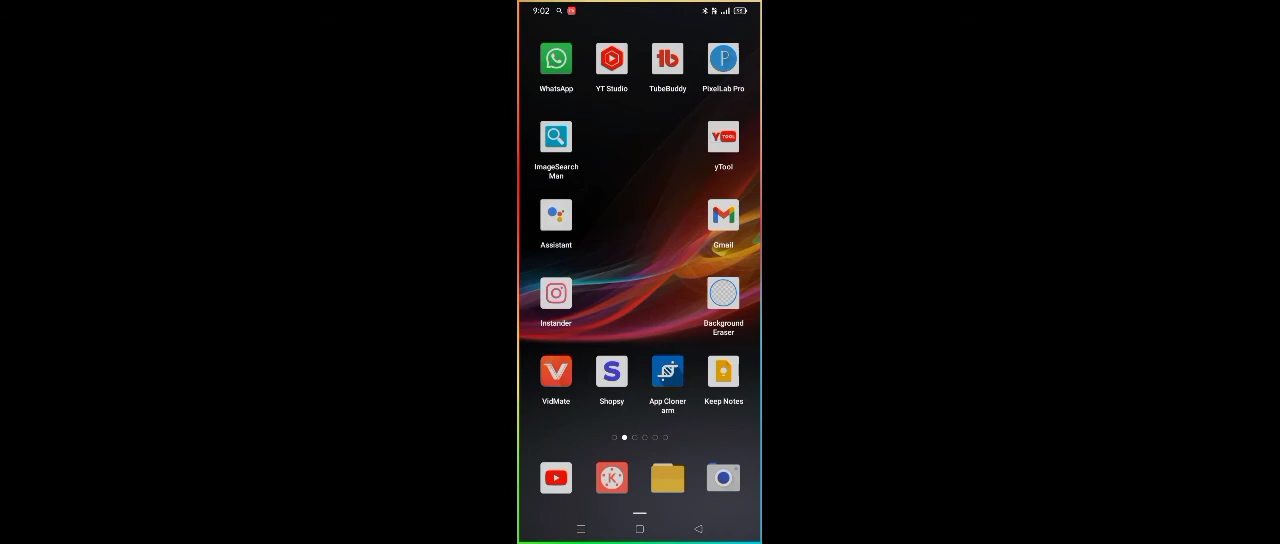 9:02
WhatsApp
YT Studio
TubeBuddy
PixelLab Pro
ImageSearch
Man
yTool
Assistant
Gmail
Instander
Background
Eraser
VidMate
Shopsy
App Cloner
arm
Keep Notes